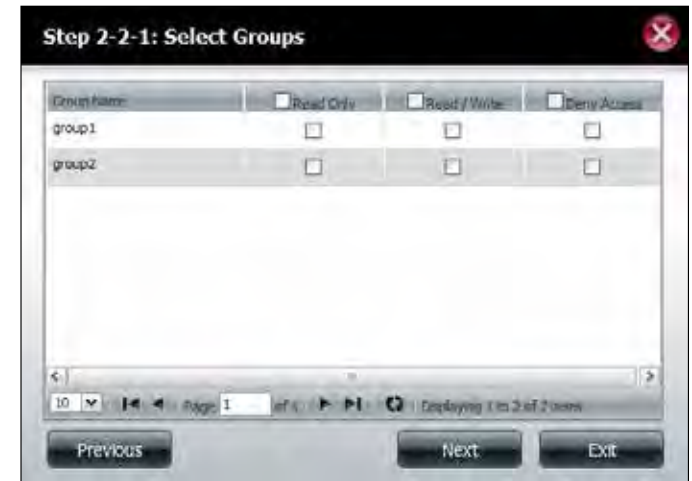 Step 2-2-1: Select Groups
Group Name Read Only Read / Write Deny Access
group1
group2
10 Page 1 of 1 Displaying 1 to 2 of 2 items
Previous Next Exit